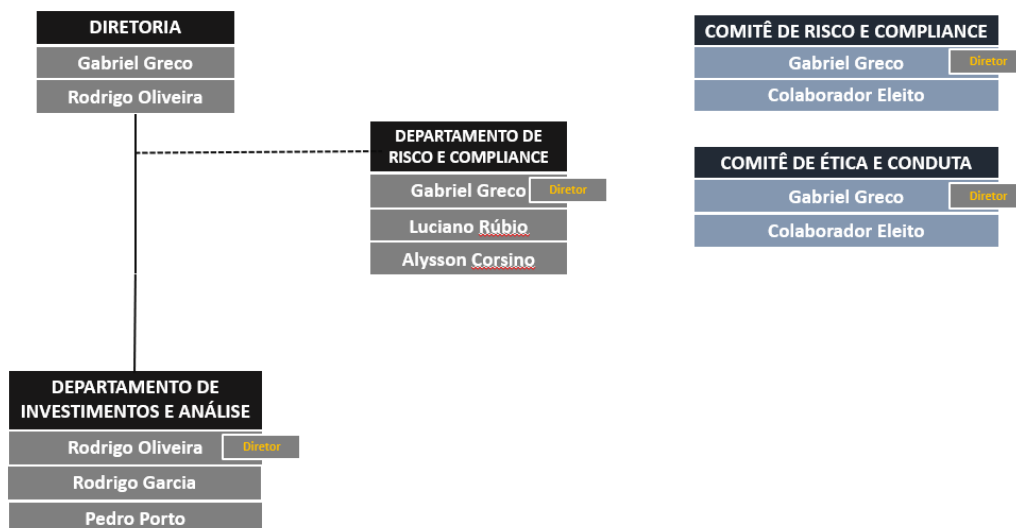 DIRETORIA
Gabriel Greco
Rodrigo Oliveira
DEPARTAMENTO DE
RISCO E COMPLIANCE
Gabriel Greco
Diretor
Luciano Rúbio
Alysson Corsino
DEPARTAMENTO DE
INVESTIMENTOS E ANÁLISE
Rodrigo Oliveira
Diretor
Rodrigo Garcia
Pedro Porto
COMITÊ DE RISCO E COMPLIANCE
Gabriel Greco
Diretor
Colaborador Eleito
COMITÊ DE ÉTICA E CONDUTA
Gabriel Greco
Diretor
Colaborador Eleito